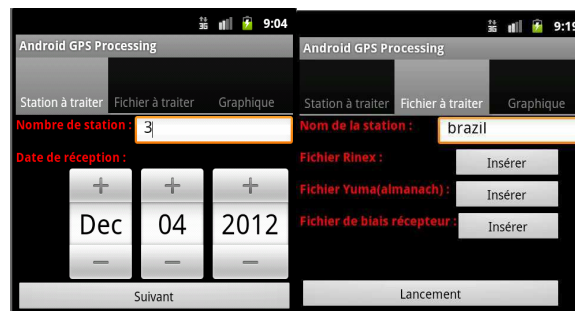 3G 9:04
Android GPS Processing
Station à traiter Fichier à traiter Graphique
Nombre de station : 3
Date de réception :
+ + +
Dec 04 2012
− − −
Suivant
3G 9:19
Android GPS Processing
Station à traiter Fichier à traiter Graphique
Nom de la station : brazil
Fichier Rinex : Insérer
Fichier Yuma(almanach) : Insérer
Fichier de biais récepteur : Insérer
Lancement